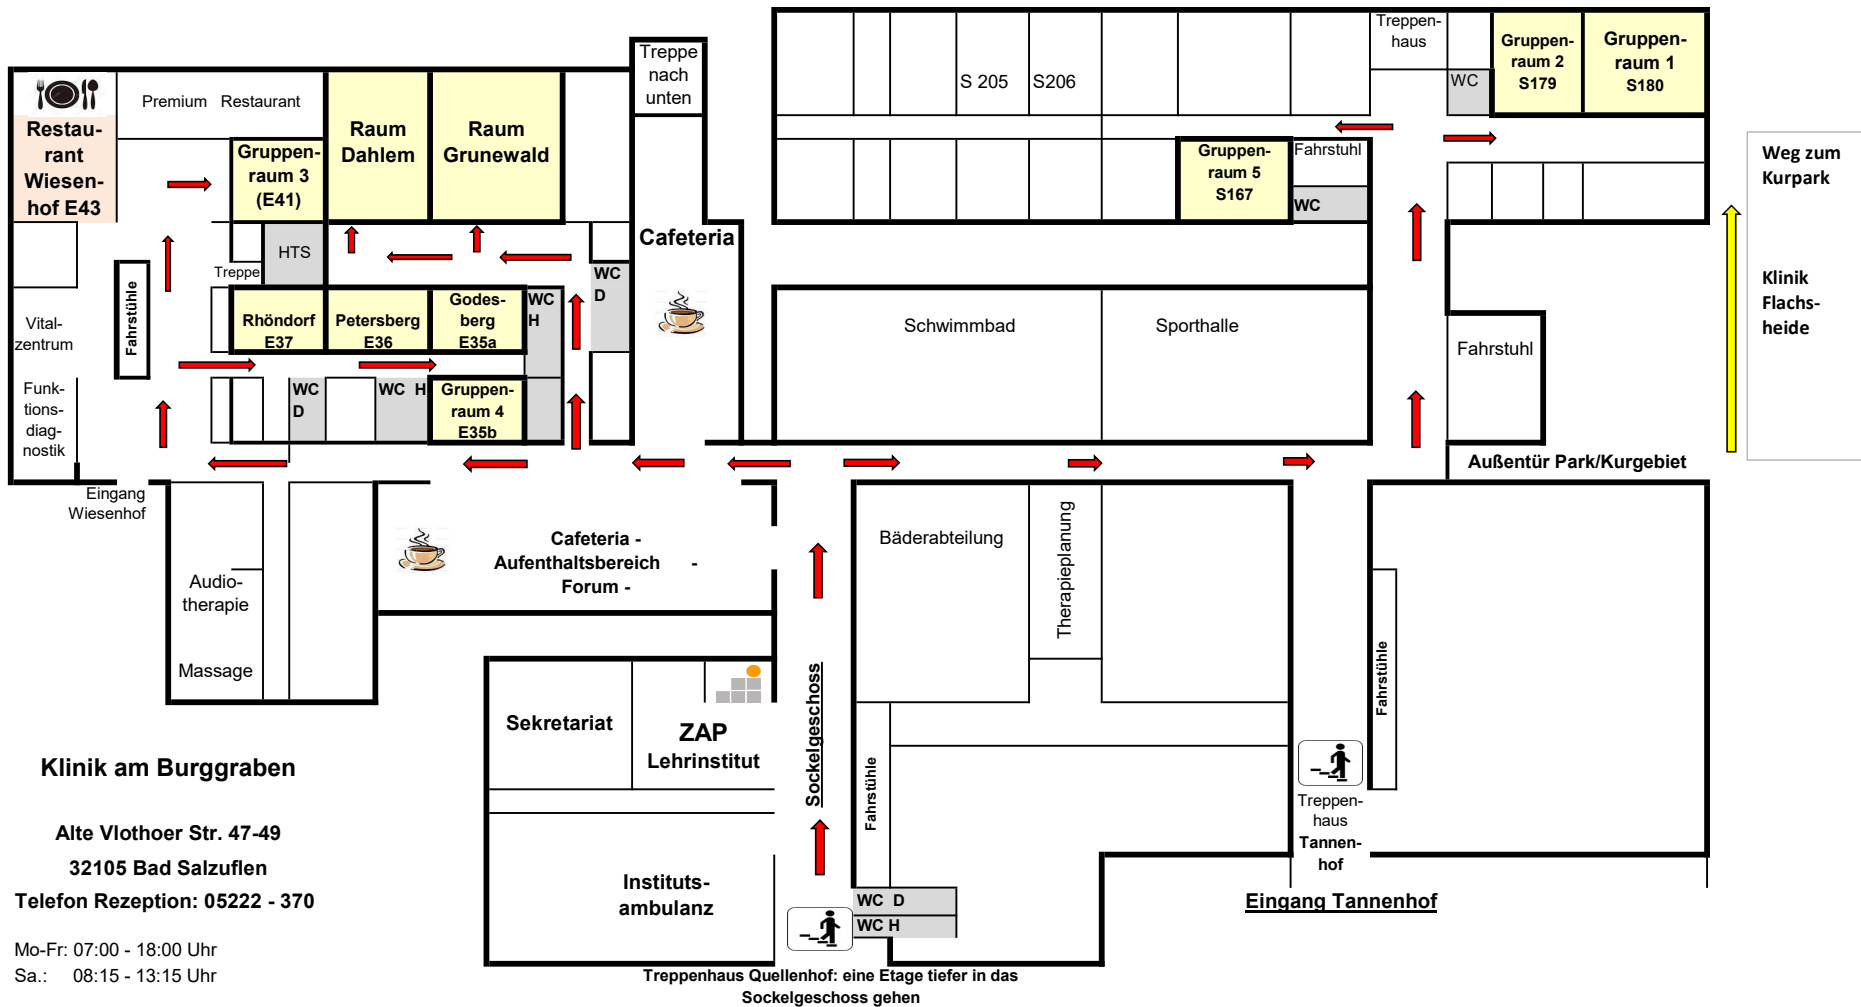 Treppen-
haus
Gruppen-
raum 2
S179
Gruppen-
raum 1
S180
WC
S 205
S206
Treppe
nach
unten
Premium Restaurant
Restau-
rant
Wiesen-
hof E43
Gruppen-
raum 3
(E41)
Raum
Dahlem
Raum
Grunewald
Gruppen-
raum 5
S167
Fahrstuhl
WC
Weg zum
Kurpark
Klinik
Flachs-
heide
Cafeteria
HTS
Treppe
WC
D
WC
H
Fahrstühle
Rhöndorf
E37
Petersberg
E36
Godes-
berg
E35a
Vital-
zentrum
Schwimmbad
Sporthalle
Fahrstuhl
Funk-
tions-
diag-
nostik
WC
D
WC H
Gruppen-
raum 4
E35b
Außentür Park/Kurgebiet
Eingang
Wiesenhof
Cafeteria -
Aufenthaltsbereich -
Forum -
Bäderabteilung
Therapieplanung
Audio-
therapie
Massage
Sekretariat
ZAP
Lehrinstitut
Sockelgeschoss
Fahrstühle
Fahrstühle
Treppen-
haus
Tannen-
hof
Eingang Tannenhof
Instituts-
ambulanz
WC D
WC H
Treppenhaus Quellenhof: eine Etage tiefer in das
Sockelgeschoss gehen
Klinik am Burggraben
Alte Vlothoer Str. 47-49
32105 Bad Salzuflen
Telefon Rezeption: 05222 - 370
Mo-Fr: 07:00 - 18:00 Uhr
Sa.: 08:15 - 13:15 Uhr